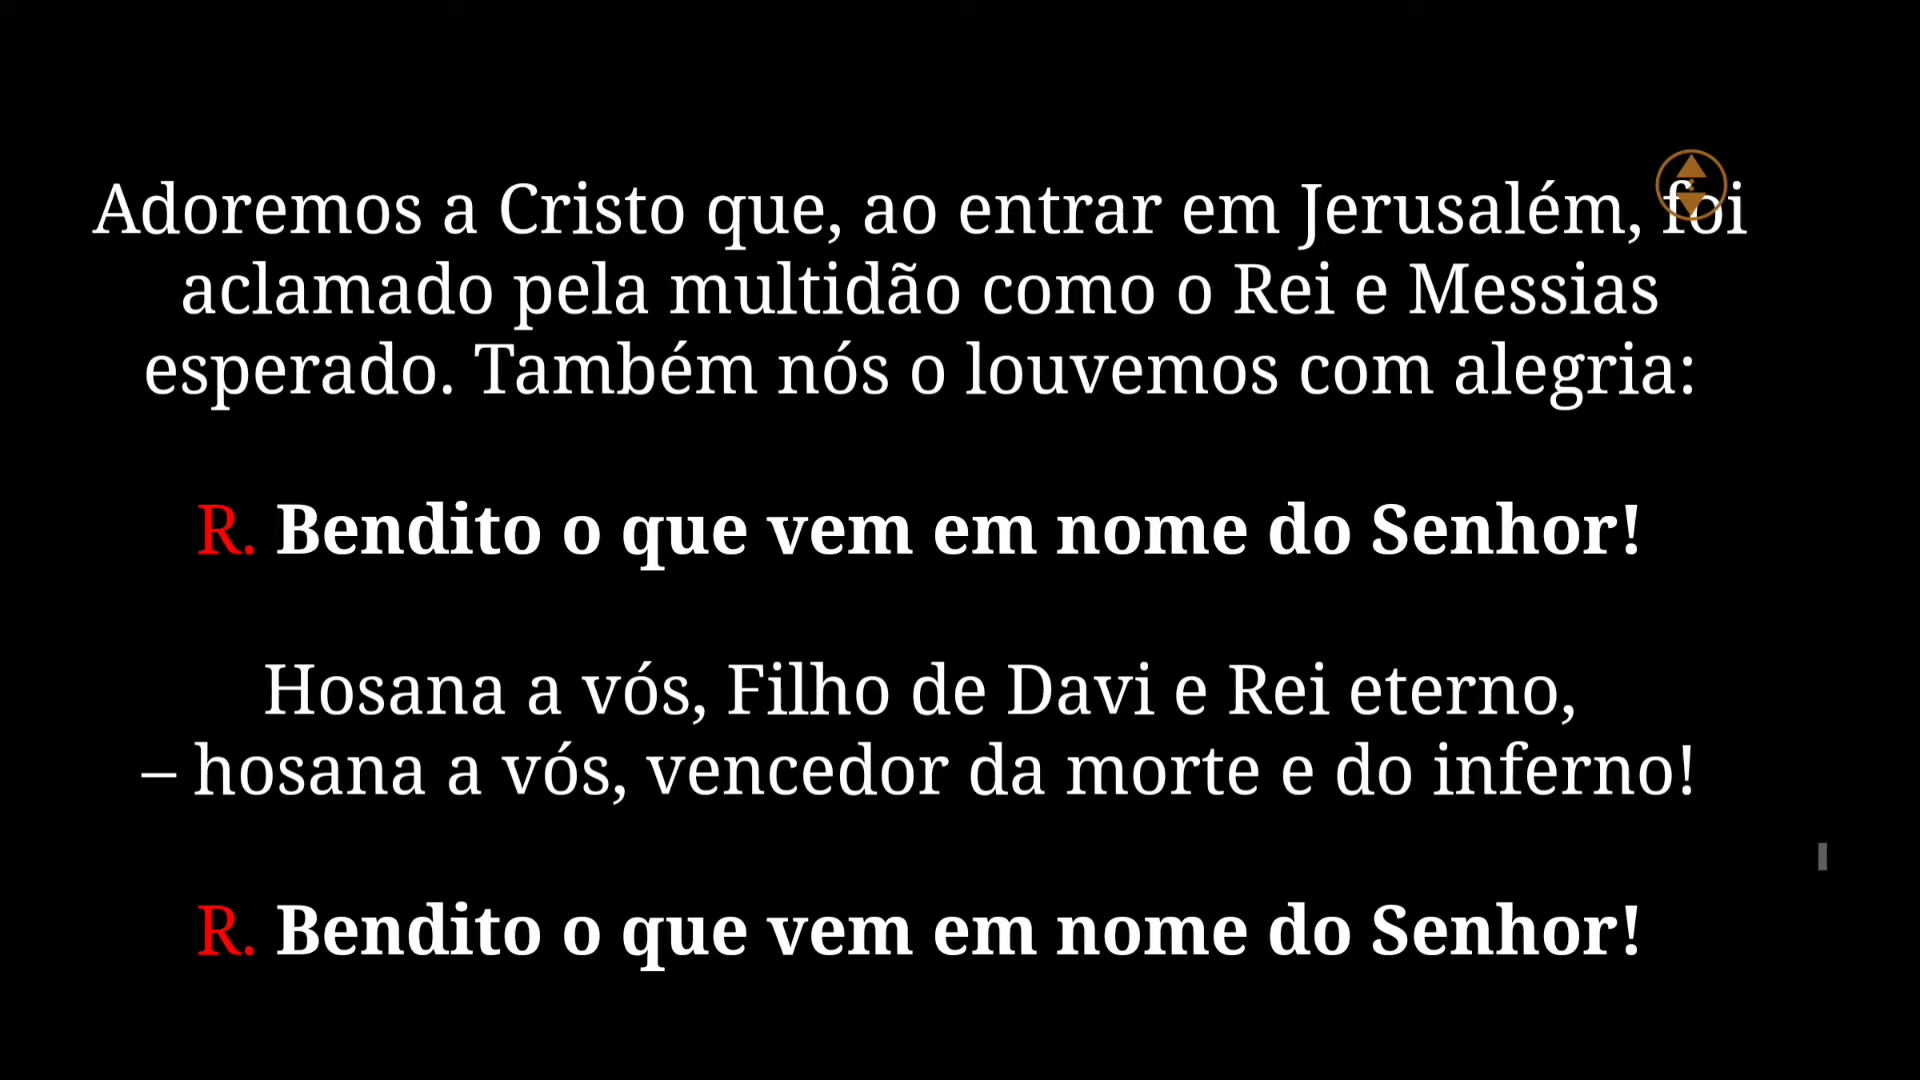 Adoremos a Cristo que, ao entrar em Jerusalém, foi
aclamado pela multidão como o Rei e Messias
esperado. Também nós o louvemos com alegria:
R. Bendito o que vem em nome do Senhor!
Hosana a vós, Filho de Davi e Rei eterno,
– hosana a vós, vencedor da morte e do inferno!
R. Bendito o que vem em nome do Senhor!